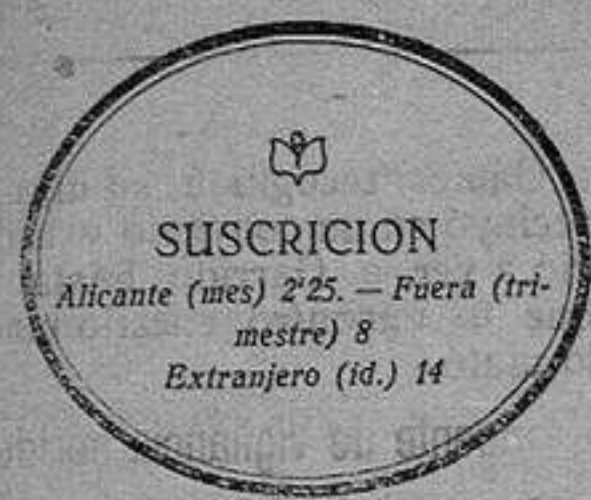 SUSCRICION
Alicante (mes) 2'25. — Fuera (tri-
mestre) 8
Extranjero (id.) 14